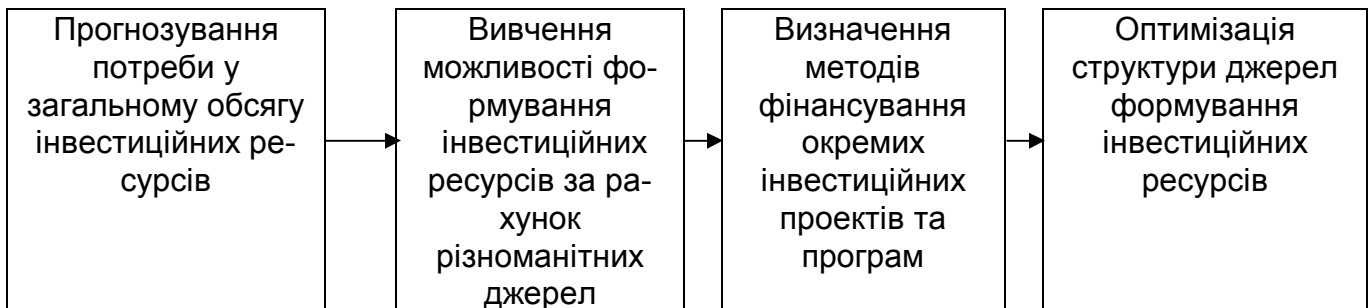 Прогнозування
потреби у
загальному обсягу
інвестиційних ре-
сурсів
Вивчення
можливості фо-
рмування
інвестиційних
ресурсів за ра-
хунок
різноманітних
джерел
Визначення
методів
фінансування
окремих
інвестиційних
проектів та
програм
Оптимізація
структури джерел
формування
інвестиційних
ресурсів